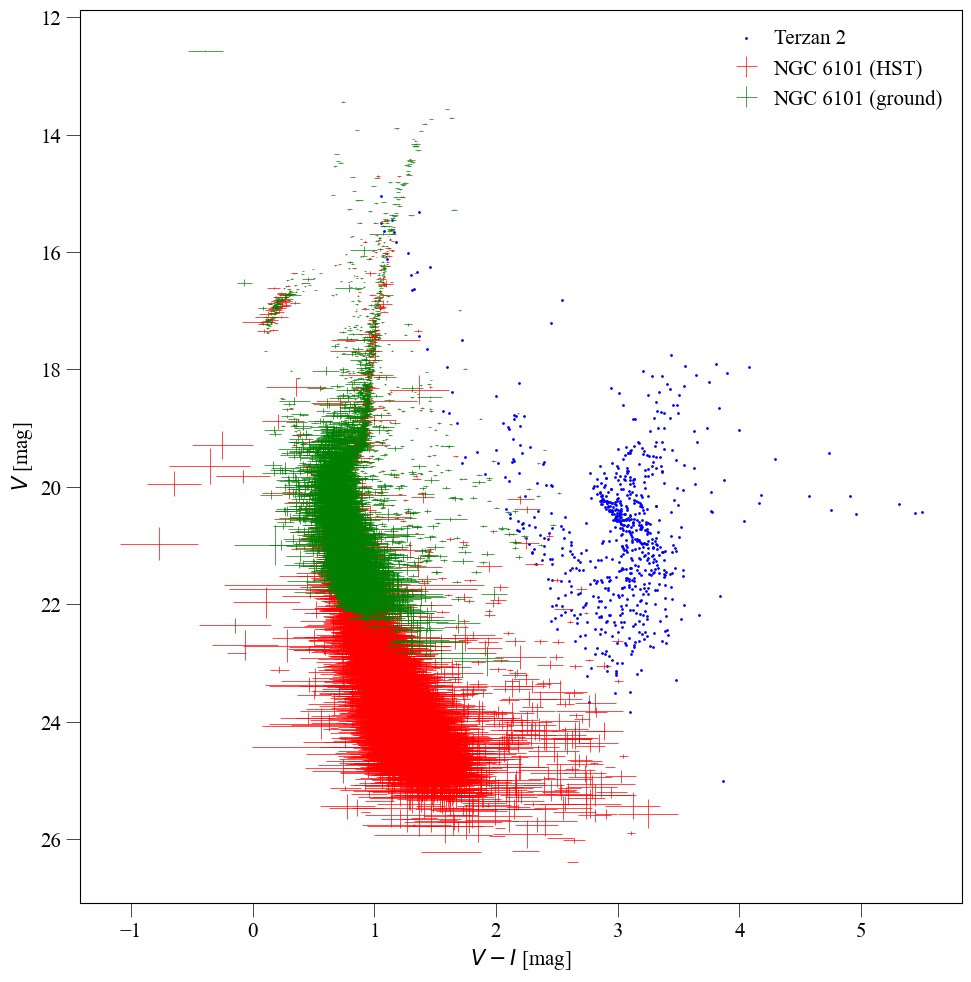 Terzan 2
NGC 6101 (HST)
NGC 6101 (ground)
12
14
16
18
20
22
24
26
V [mag]
−1 0 1 2 3 4 5
V − I [mag]